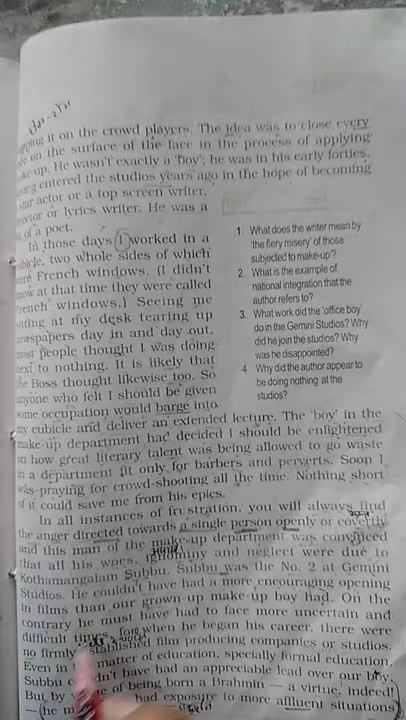 pping it on the crowd players. The idea was to close every
e on the surface of the face in the process of applying
ke-up. He wasn't exactly a 'boy'; he was in his early forties,
ving entered the studios years ago in the hope of becoming
star actor or a top screen writer,
rector or lyrics writer. He was a
of a poet.
In those days I worked in a
bicle, two whole sides of which
ere French windows. (I didn't
now at that time they were called
rench windows.) Seeing me
itting at my desk tearing up
newspapers day in and day out,
most people thought I was doing
next to nothing. It is likely that
the Boss thought likewise too. So
anyone who felt I should be given
some occupation would barge into
1 What does the writer mean by
the fiery misery' of those
subjected to make-up?
2. What is the example of
national integration that the
author refers to?
3. What work did the 'office boy'
do in the Gemini Studios? Why
did he join the studios? Why
was he disappointed?
4 Why did the author appear to
be doing nothing at the
studios?
my cubicle and deliver an extended lecture. The 'boy' in the
make-up department had decided I should be enlightened
on how great literary talent was being allowed to go waste
in a department fit only for barbers and perverts. Soon I
was praying for crowd-shooting all the time. Nothing short
of it could save me from his epics.
In all instances of frustration, you will always find
the anger directed towards a single person openly or covertly
and this man of the make-up department was convinced
that all his woes, ignominy and neglect were due to
Kothamangalam Subbu. Subbu was the No. 2 at Gemini
Studios. He couldn't have had a more encouraging opening
in films than our grown-up make-up boy had. On the
contrary he must have had to face more uncertain and
difficult times, for when he began his career, there were
no firmly established film producing companies or studios.
Even in the matter of education, specially formal education,
Subbu couldn't have had an appreciable lead over our boy.
But by of being born a Brahmin — a virtue, indeed!
— he m had exposure to more affluent situations